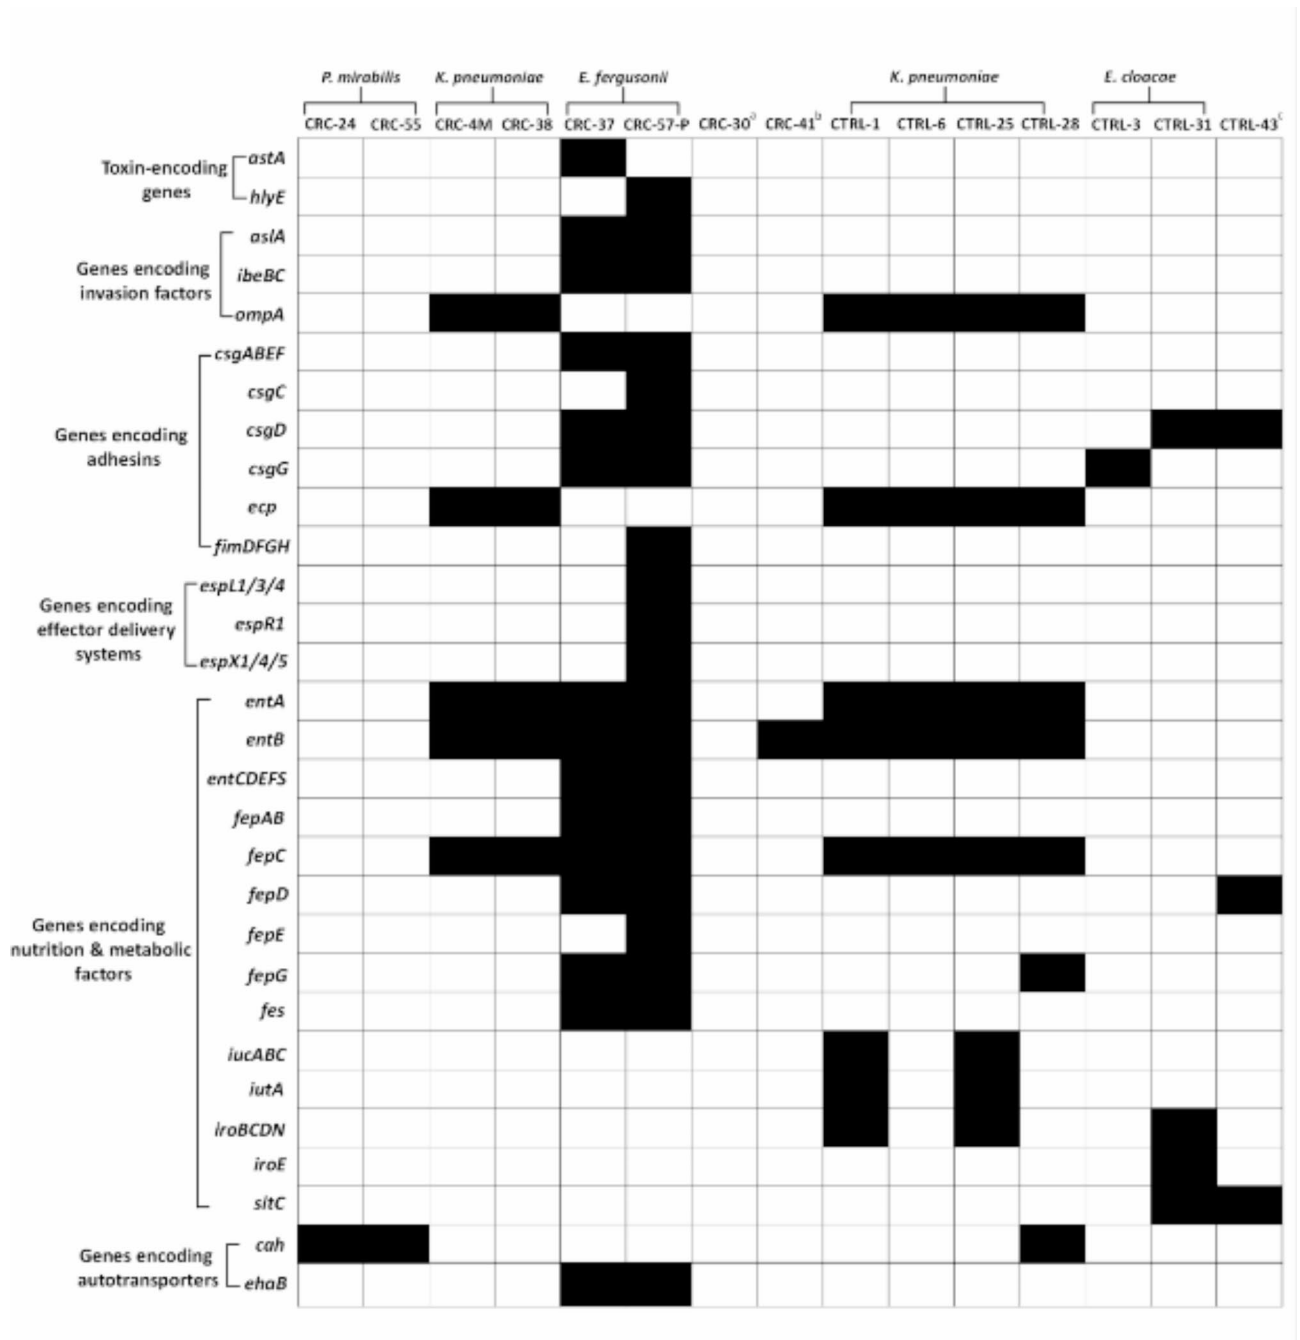 P. mirabilis K. pneumoniae E. fergusonii K. pneumoniae E. cloacae
CRC-24 CRC-55 CRC-4M CRC-38 CRC-37 CRC-57-P CRC-30a CRC-41b CTRL-1 CTRL-6 CTRL-25 CTRL-28 CTRL-3 CTRL-31 CTRL-43c
Toxin-encoding
genes
astA
hlyE
Genes encoding
invasion factors
aslA
ibeBC
ompA
Genes encoding
adhesins
csgABEF
csgC
csgD
csgG
ecp
fimDFGH
Genes encoding
effector delivery
systems
espL1/3/4
espR1
espX1/4/5
Genes encoding
nutrition & metabolic
factors
entA
entB
entCDEFS
fepAB
fepC
fepD
fepE
fepG
fes
iucABC
iutA
iroBCDN
iroE
sitC
Genes encoding
autotransporters
cah
ehaB